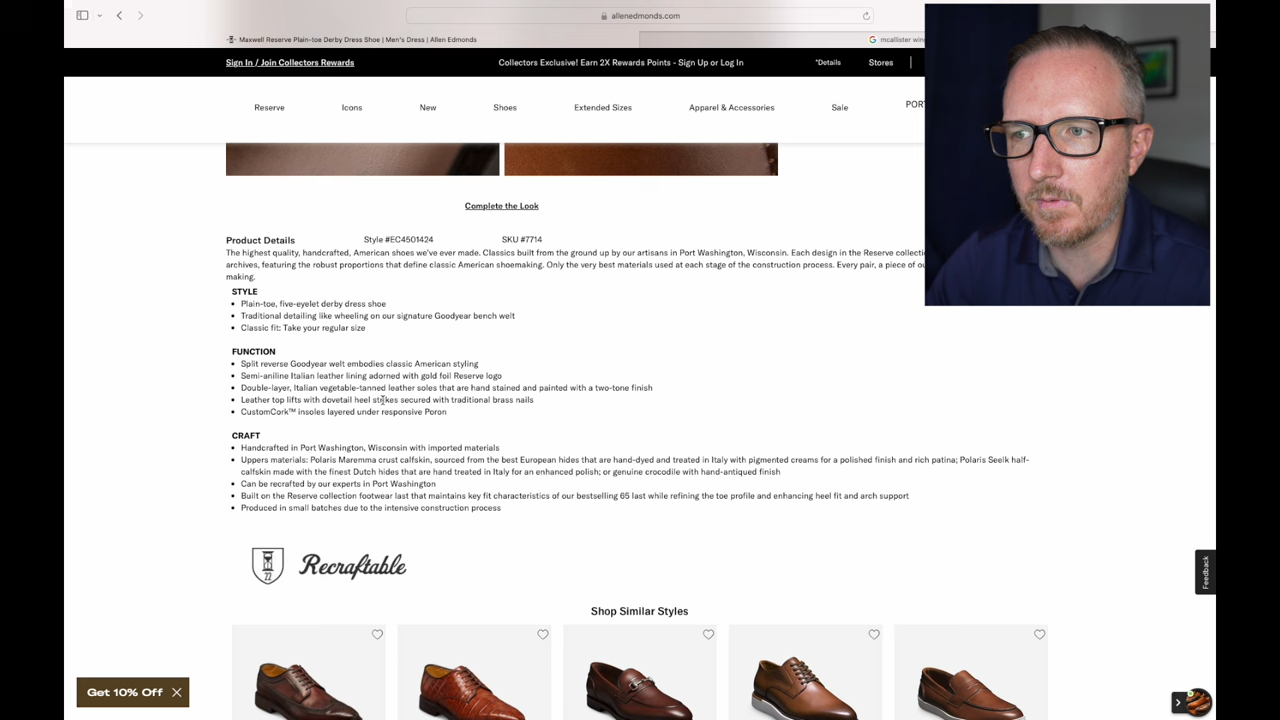 allenedmonds.com
Maxwell Reserve Plain-toe Derby Dress Shoe | Men's Dress | Allen Edmonds
mcallister win
Sign In / Join Collectors Rewards
Collectors Exclusive! Earn 2X Rewards Points - Sign Up or Log In
*Details
Stores
Reserve
Icons
New
Shoes
Extended Sizes
Apparel & Accessories
Sale
PORT
Complete the Look
Product Details Style #EC4501424 SKU #7714
The highest quality, handcrafted, American shoes we've ever made. Classics built from the ground up by our artisans in Port Washington, Wisconsin. Each design in the Reserve collectio
archives, featuring the robust proportions that define classic American shoemaking. Only the very best materials used at each stage of the construction process. Every pair, a piece of ou
making.
STYLE
Plain-toe, five-eyelet derby dress shoe
Traditional detailing like wheeling on our signature Goodyear bench welt
Classic fit: Take your regular size
FUNCTION
Split reverse Goodyear welt embodies classic American styling
Semi-aniline Italian leather lining adorned with gold foil Reserve logo
Double-layer, Italian vegetable-tanned leather soles that are hand stained and painted with a two-tone finish
Leather top lifts with dovetail heel strikes secured with traditional brass nails
CustomCork™ insoles layered under responsive Poron
CRAFT
Handcrafted in Port Washington, Wisconsin with imported materials
Uppers materials: Polaris Maremma crust calfskin, sourced from the best European hides that are hand-dyed and treated in Italy with pigmented creams for a polished finish and rich patina; Polaris Seelk half-
calfskin made with the finest Dutch hides that are hand treated in Italy for an enhanced polish; or genuine crocodile with hand-antiqued finish
Can be recrafted by our experts in Port Washington
Built on the Reserve collection footwear last that maintains key fit characteristics of our bestselling 65 last while refining the toe profile and enhancing heel fit and arch support
Produced in small batches due to the intensive construction process
22
Recraftable
Feedback
Shop Similar Styles
Get 10% Off